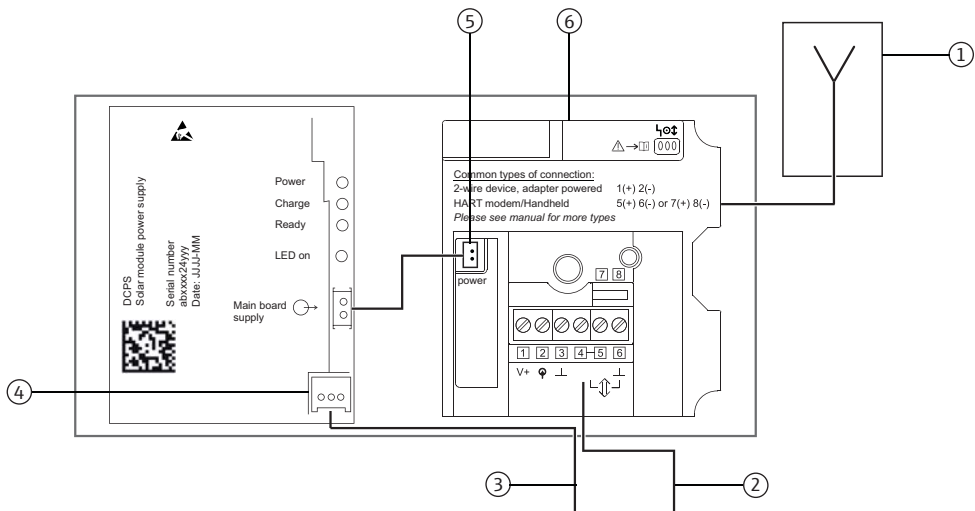 5
6
1
Power
Charge
Ready
LED on
Main board
supply
DCPS
Solar module power supply
Serial number
abxxxx24yyy
Date: JJJJ-MM
4
Common types of connection:
2-wire device, adapter powered 1(+) 2(-)
HART modem/Handheld 5(+) 6(-) or 7(+) 8(-)
Please see manual for more types
power
7 8
1 2 3 4 5 6
V+
3
2